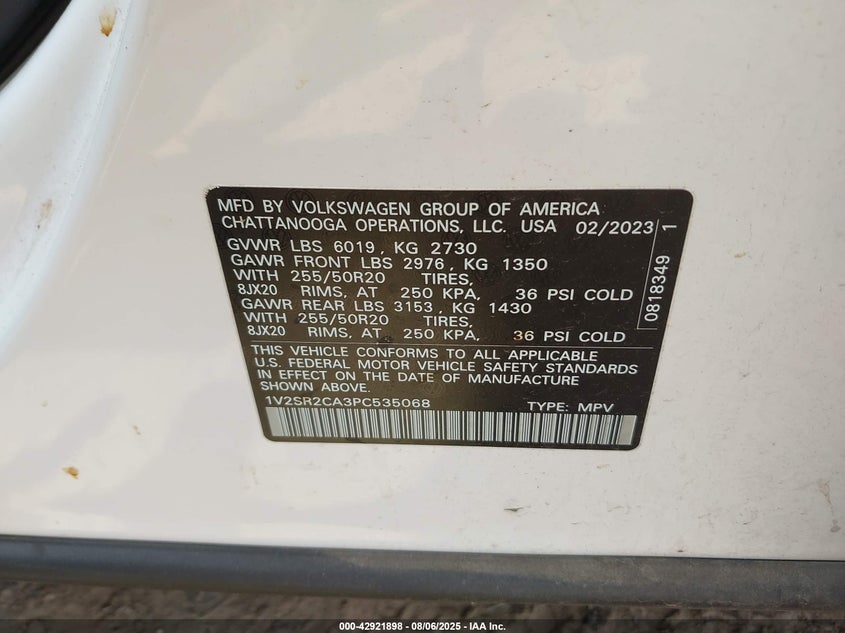 MFD BY VOLKSWAGEN GROUP OF AMERICA
CHATTANOOGA OPERATIONS, LLC. USA 02/2023
GVWR LBS 6019, KG 2730
GAWR FRONT LBS 2976, KG 1350
WITH 255/50R20 TIRES,
8JX20 RIMS, AT 250 KPA, 36 PSI COLD
GAWR REAR LBS 3153, KG 1430
WITH 255/50R20 TIRES,
8JX20 RIMS, AT 250 KPA, 36 PSI COLD
0818349 1
THIS VEHICLE CONFORMS TO ALL APPLICABLE
U.S. FEDERAL MOTOR VEHICLE SAFETY STANDARDS
IN EFFECT ON THE DATE OF MANUFACTURE
SHOWN ABOVE.
1V2SR2CA3PC535068 TYPE: MPV
000-42921898 - 08/06/2025 - IAA Inc.